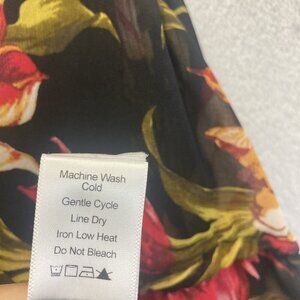 Machine Wash
Cold
Gentle Cycle
Line Dry
Iron Low Heat
Do Not Bleach